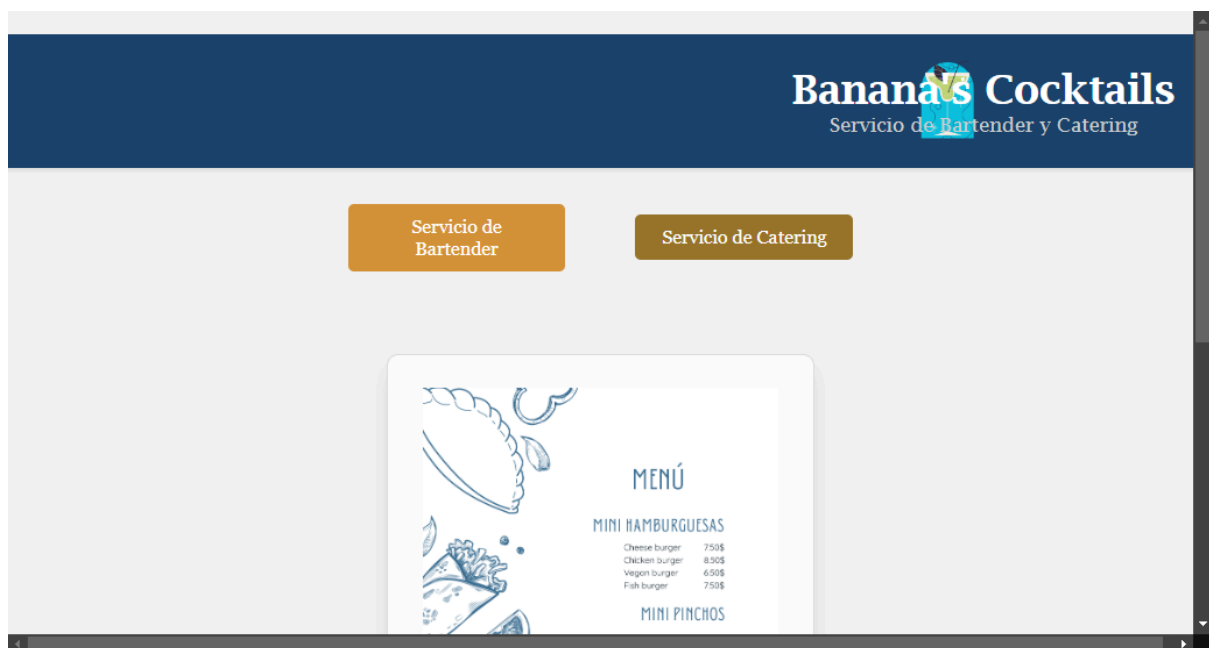 Banana's Cocktails
Servicio de Bartender y Catering
Servicio de
Bartender
Servicio de Catering
MENÚ
MINI HAMBURGUESAS
Cheese burger 7.50$
Chicken burger 8.50$
Vegan burger 6.50$
Fish burger 7.50$
MINI PINCHOS